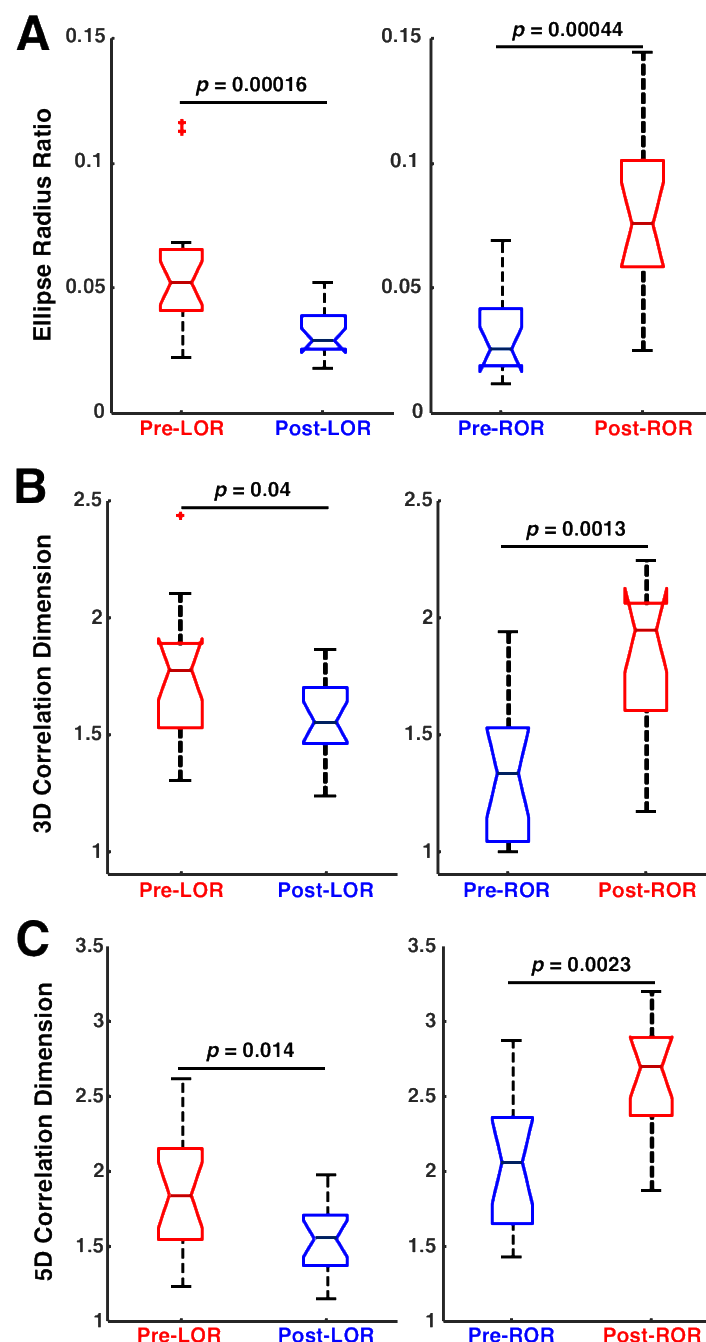 A
Ellipse Radius Ratio
0.15
0.1
0.05
0
p = 0.00016
Pre-LOR Post-LOR
0.15
0.1
0.05
0
p = 0.00044
Pre-ROR Post-ROR
B
3D Correlation Dimension
2.5
2
1.5
1
p = 0.04
Pre-LOR Post-LOR
2.5
2
1.5
1
p = 0.0013
Pre-ROR Post-ROR
C
5D Correlation Dimension
3.5
3
2.5
2
1.5
1
p = 0.014
Pre-LOR Post-LOR
3.5
3
2.5
2
1.5
1
p = 0.0023
Pre-ROR Post-ROR